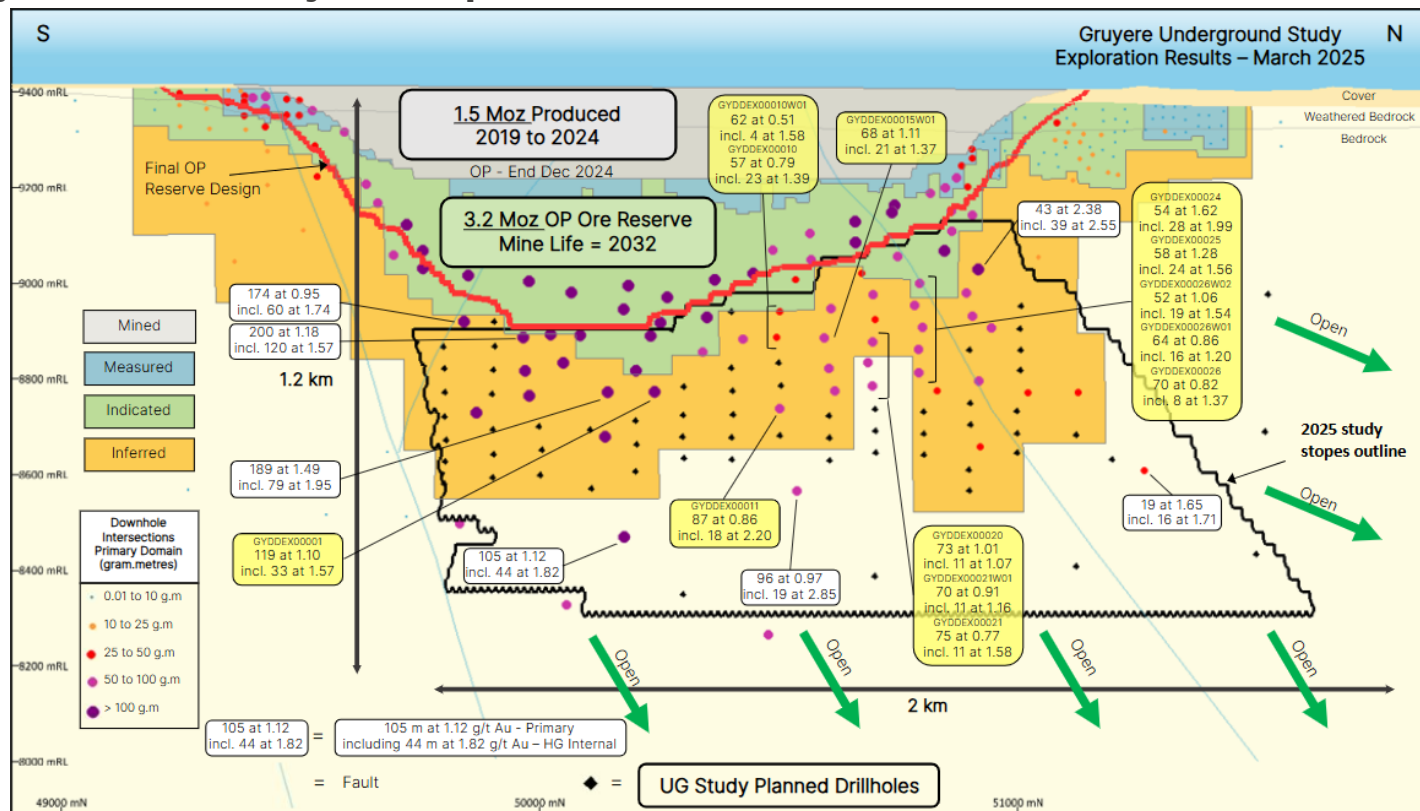 S
Gruyere Underground Study
Exploration Results – March 2025
N
9400 mRL
9200 mRL
9000 mRL
8800 mRL
8600 mRL
8400 mRL
8200 mRL
8000 mRL
Cover
Weathered Bedrock
Bedrock
1.5 Moz Produced
2019 to 2024
OP - End Dec 2024
Final OP
Reserve Design
3.2 Moz OP Ore Reserve
Mine Life = 2032
GYDDEX00010W01
62 at 0.51
incl. 4 at 1.58
GYDDEX00010
57 at 0.79
incl. 23 at 1.39
GYDDEX00015W01
68 at 1.11
incl. 21 at 1.37
43 at 2.38
incl. 39 at 2.55
GYDDEX00024
54 at 1.62
incl. 28 at 1.99
GYDDEX00025
58 at 1.28
incl. 24 at 1.56
GYDDEX00026W02
52 at 1.06
incl. 19 at 1.54
GYDDEX00026W01
64 at 0.86
incl. 16 at 1.20
GYDDEX00026
70 at 0.82
incl. 8 at 1.37
174 at 0.95
incl. 60 at 1.74
200 at 1.18
incl. 120 at 1.57
1.2 km
Mined
Measured
Indicated
Inferred
Open
2025 study
stopes outline
Open
189 at 1.49
incl. 79 at 1.95
GYDDEX00001
119 at 1.10
incl. 33 at 1.57
105 at 1.12
incl. 44 at 1.82
GYDDEX00011
87 at 0.86
incl. 18 at 2.20
96 at 0.97
incl. 19 at 2.85
GYDDEX00020
73 at 1.01
incl. 11 at 1.07
GYDDEX00021W01
70 at 0.91
incl. 11 at 1.16
GYDDEX00021
75 at 0.77
incl. 11 at 1.58
19 at 1.65
incl. 16 at 1.71
Downhole
Intersections
Primary Domain
(gram.metres)
0.01 to 10 g.m
10 to 25 g.m
25 to 50 g.m
50 to 100 g.m
> 100 g.m
Open
Open
Open
Open
2 km
105 at 1.12
incl. 44 at 1.82
=
105 m at 1.12 g/t Au - Primary
including 44 m at 1.82 g/t Au – HG Internal
= Fault
=
UG Study Planned Drillholes
49000 mN
50000 mN
51000 mN